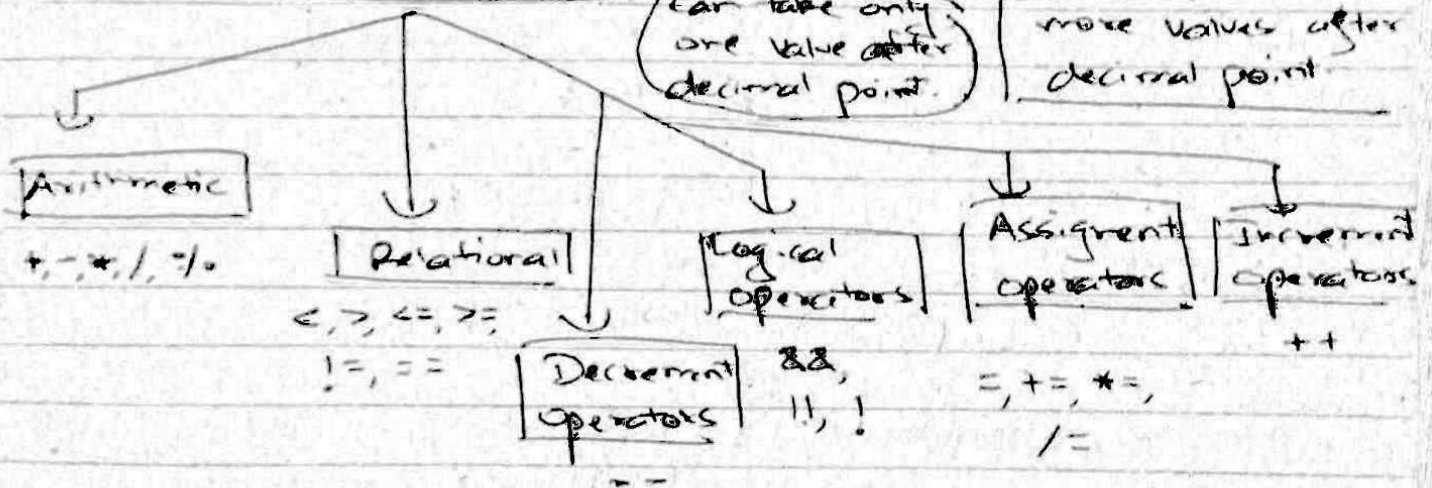 can take only
one value after
decimal point.
more values after
decimal point.
Arithmetic
+, -, *, /, %
Relational
<, >, <=, >=,
!=, ==
Decrement
operators
--
Logical
operators
&&,
!!, !
Assignent
operators
=, +=, *=,
/=
Increment
operators.
++